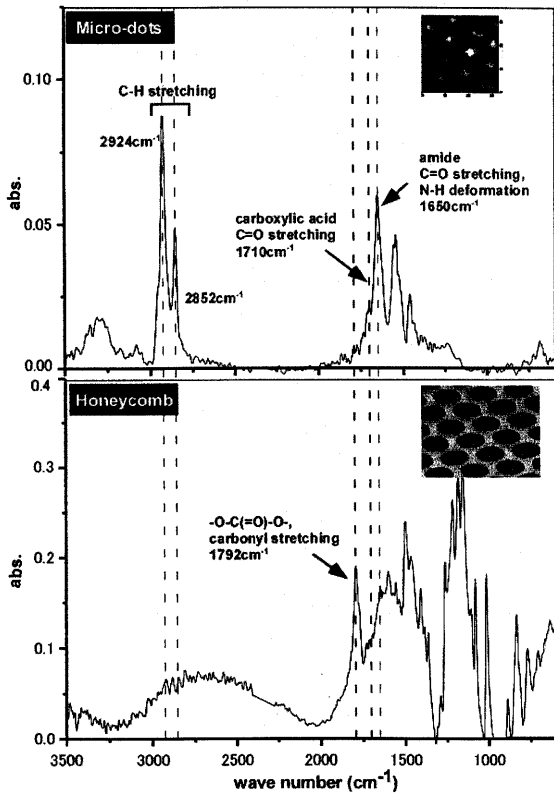 Micro-dots
0.10
C-H stretching
2924cm-1
amide
C=O stretching,
N-H deformation
1650cm-1
carboxylic acid
C=O stretching
1710cm-1
abs.
0.05
2852cm-1
0.00
0.4
Honeycomb
0.3
-O-C(=O)-O-,
carbonyl stretching
1792cm-1
abs.
0.2
0.1
0.0
3500 3000 2500 2000 1500 1000
wave number (cm-1)